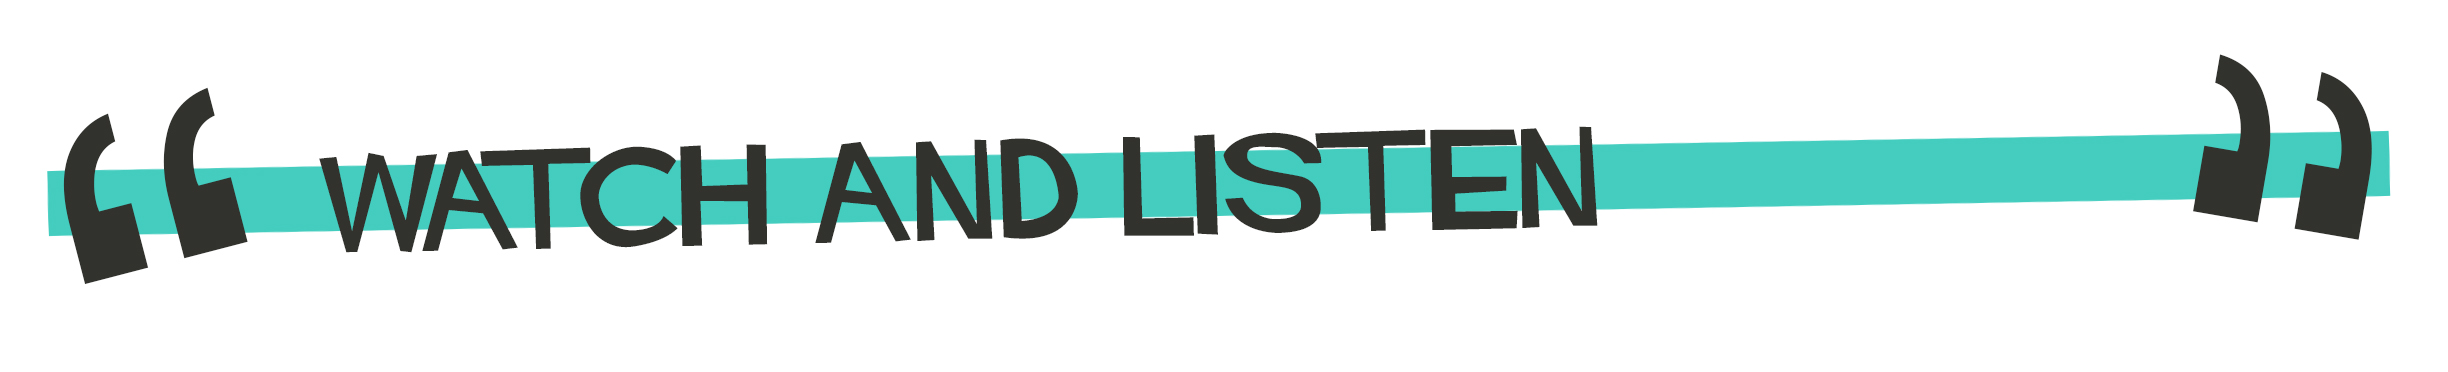 “ WATCH AND LISTEN ”